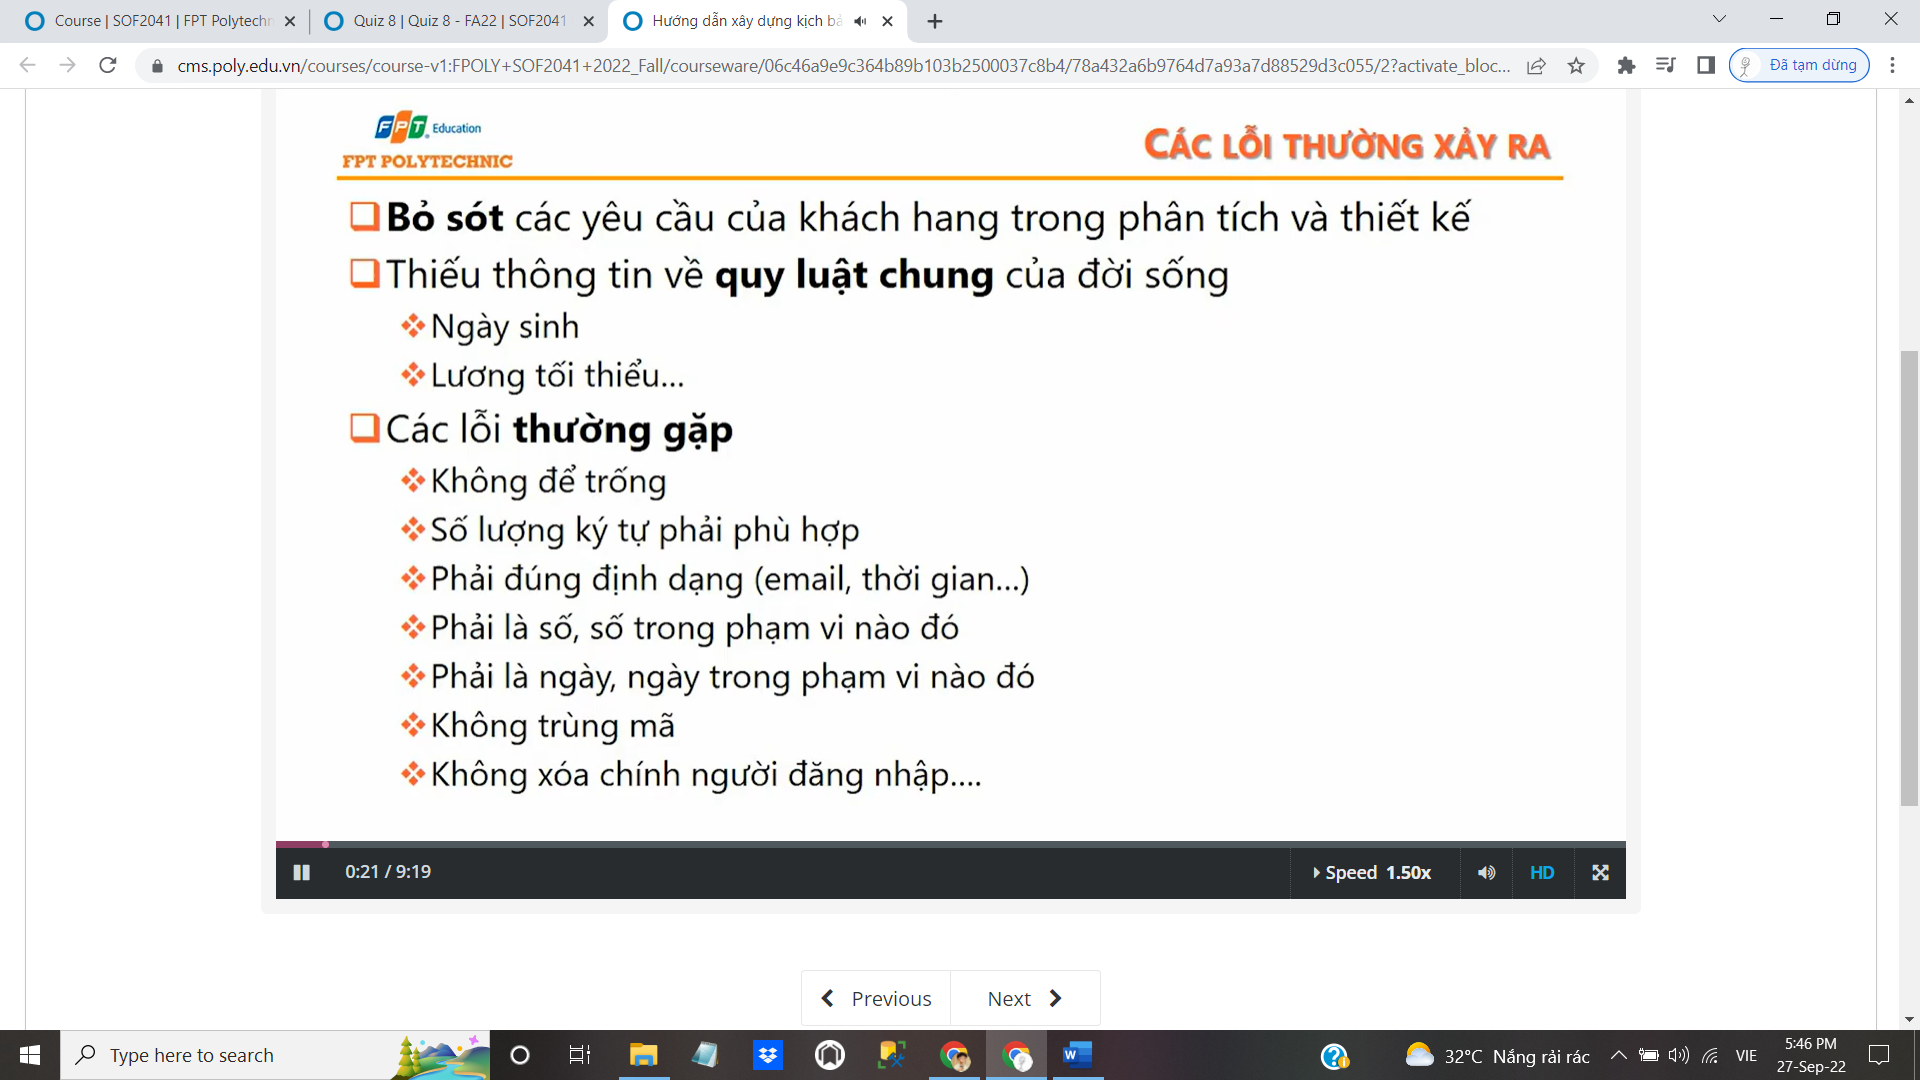 Course | SOF2041 | FPT Polytechn
Quiz 8 | Quiz 8 - FA22 | SOF2041
Hướng dẫn xây dựng kịch bả
cms.poly.edu.vn/courses/course-v1:FPOLY+SOF2041+2022_Fall/courseware/06c46a9e9c364b89b103b2500037c8b4/78a432a6b9764d7a93a7d88529d3c055/2?activate_bloc...
Đã tạm dừng
FPT Education
FPT POLYTECHNIC
CÁC LỖI THƯỜNG XẢY RA
Bỏ sót các yêu cầu của khách hang trong phân tích và thiết kế
Thiếu thông tin về quy luật chung của đời sống
Ngày sinh
Lương tối thiểu...
Các lỗi thường gặp
Không để trống
Số lượng ký tự phải phù hợp
Phải đúng định dạng (email, thời gian...)
Phải là số, số trong phạm vi nào đó
Phải là ngày, ngày trong phạm vi nào đó
Không trùng mã
Không xóa chính người đăng nhập....
0:21 / 9:19
Speed 1.50x
HD
Previous
Next
Type here to search
32°C Nắng rải rác
VIE
5:46 PM
27-Sep-22